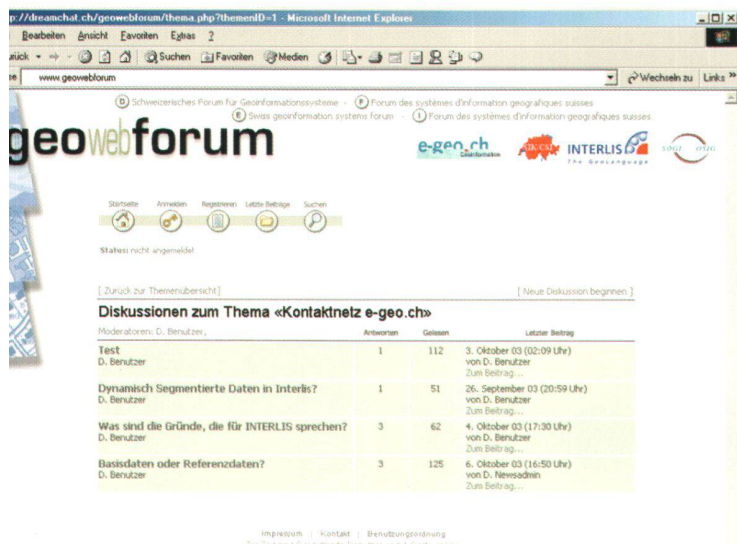 p://dreamchat.ch/geowebforum/thema.php?themenID=1 - Microsoft Internet Explorer
Bearbeiten Ansicht Favoriten Extras ?
Suchen Favoriten Medien
www.geowebforum Wechseln zu Links »
D Schweizerisches Forum für Geoinformationssysteme - F Forum des systèmes d'information geografiques suisses
E Swiss geoinformation systems forum - I Forum des systèmes d'information geografiques suisses
geowebforum
e-geo.ch INTERLIS
Geoinformation The GeoLanguage
Startseite Anmelden Registrieren Letzte Beiträge Suchen
Status: nicht angemeldet
[ Zurück zur Themenübersicht] [ Neue Diskussion beginnen ]
Diskussionen zum Thema «Kontaktnetz e-geo.ch»
Moderatoren: D. Benutzer, Antworten Gelesen Letzter Beitrag
Test 1 112 3. Oktober 03 (02:09 Uhr)
D. Benutzer von D. Benutzer
Zum Beitrag...
Dynamisch Segmentierte Daten in Interlis? 1 51 26. September 03 (20:59 Uhr)
D. Benutzer von D. Benutzer
Zum Beitrag...
Was sind die Gründe, die für INTERLIS sprechen? 3 62 4. Oktober 03 (17:30 Uhr)
D. Benutzer von D. Benutzer
Zum Beitrag...
Basisdaten oder Referenzdaten? 3 125 6. Oktober 03 (16:50 Uhr)
D. Benutzer von D. Newsadmin
Zum Beitrag...
Impressum | Kontakt | Benutzungsordnung